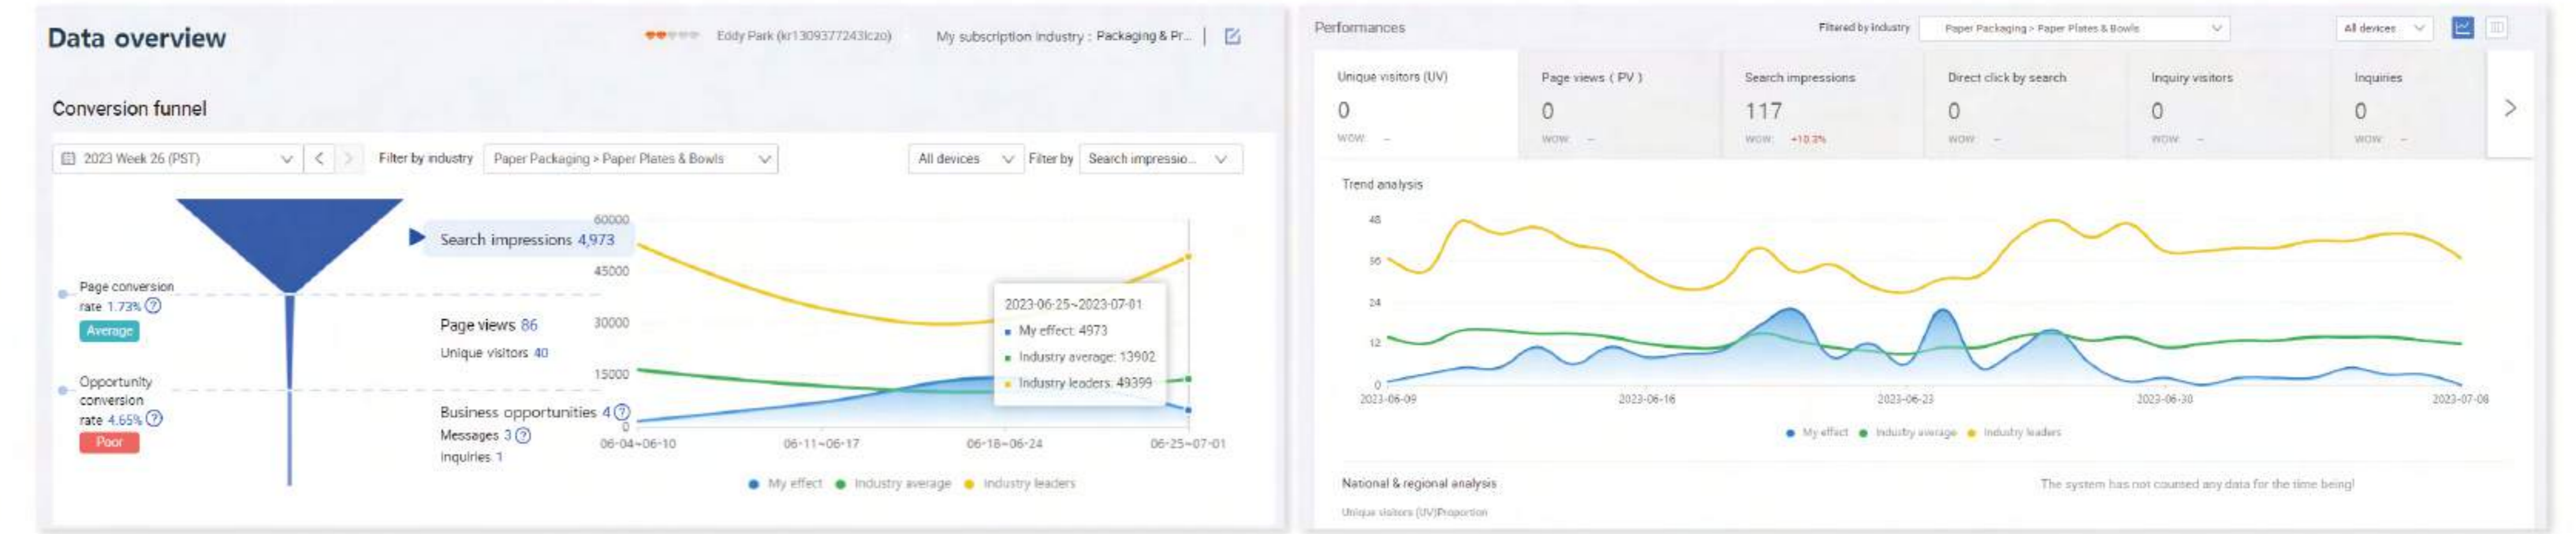 Data overview
Eddy Park (kr1309377243lczo)
My subscription industry : Packaging & Pr...
Conversion funnel
2023 Week 26 (PST)
Filter by industry
Paper Packaging > Paper Plates & Bowls
All devices
Filter by
Search impressio...
Search impressions 4,973
Page conversion
rate 1.73%
Average
Page views 86
Unique visitors 40
Opportunity
conversion
rate 4.65%
Poor
Business opportunities 4
Messages 3
Inquiries 1
60000
45000
30000
15000
0
2023-06-25~2023-07-01
My effect: 4973
Industry average: 13902
Industry leaders: 49399
06-04~06-10
06-11~06-17
06-18~06-24
06-25~07-01
My effect
Industry average
Industry leaders
Performances
Filtered by industry
Paper Packaging > Paper Plates & Bowls
All devices
Unique visitors (UV)
0
WOW: -
Page views ( PV )
0
WOW: -
Search impressions
117
WOW: +10.3%
Direct click by search
0
WOW: -
Inquiry visitors
0
WOW: -
Inquiries
0
WOW: -
Trend analysis
48
36
24
12
0
2023-06-09
2023-06-16
2023-06-23
2023-06-30
2023-07-08
My effect
Industry average
Industry leaders
National & regional analysis
The system has not counted any data for the time being!
Unique visitors (UV)Proportion